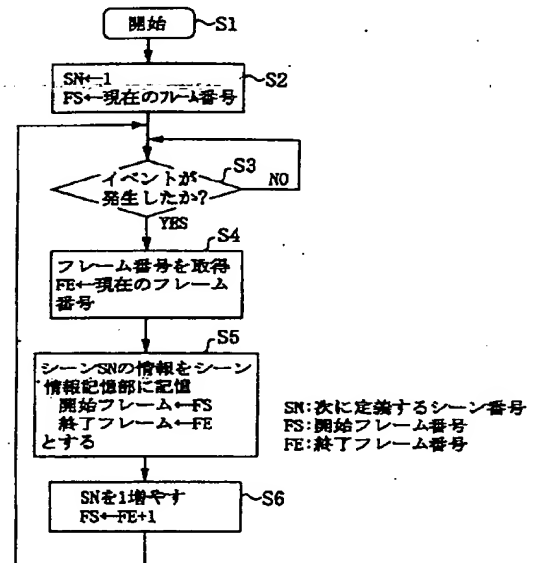 開始
S1
SN←1
FS←現在のフレーム番号
S2
イベントが
発生したか?
S3
NO
YES
S4
フレーム番号を取得
FE←現在のフレーム
番号
S5
シーンSNの情報をシーン
情報記憶部に記憶
開始フレーム←FS
終了フレーム←FE
とする
SN:次に定義するシーン番号
FS:開始フレーム番号
FE:終了フレーム番号
SNを1増やす
FS←FE+1
S6